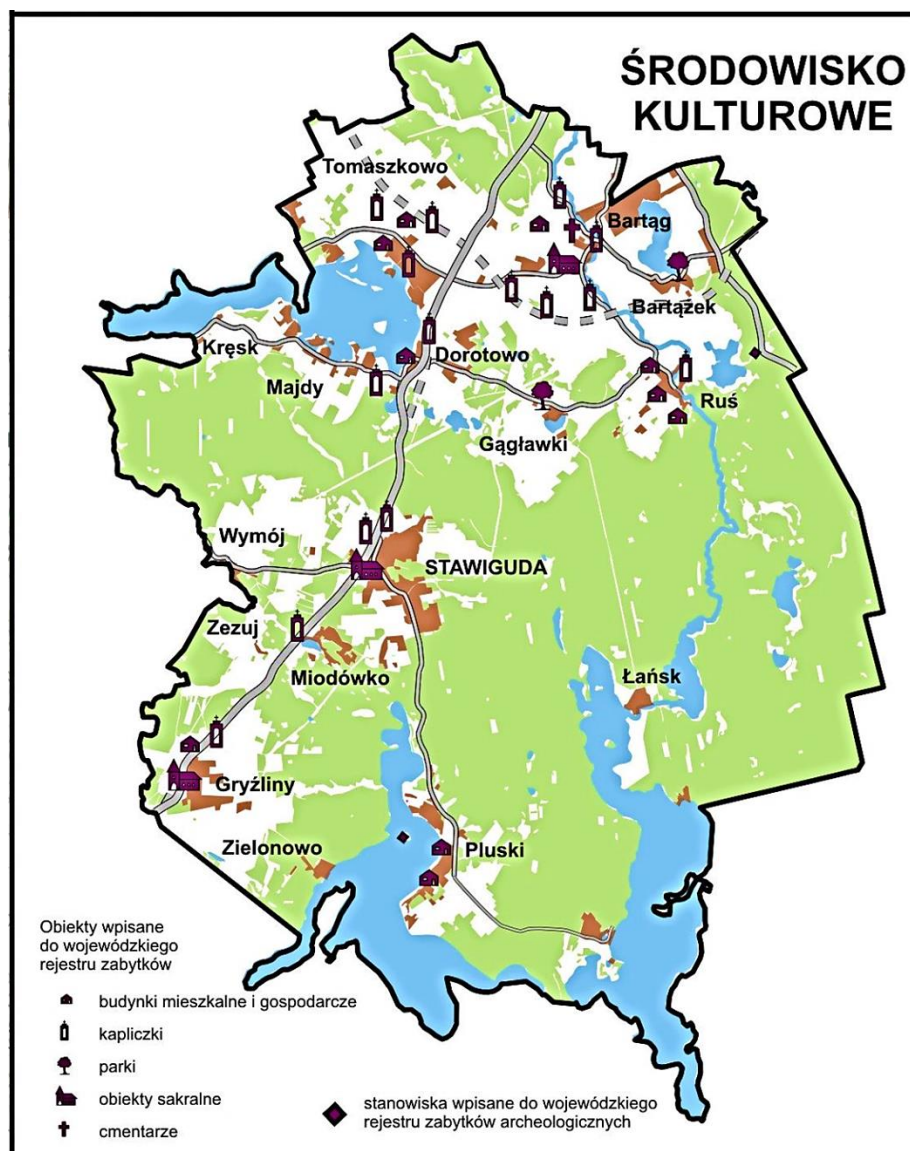 ŚRODOWISKO
KULTUROWE
Tomaszkowo
Bartąg
Bartążek
Kręsk
Dorotowo
Majdy
Ruś
Gągławki
Wymój
STAWIGUDA
Zezuj
Miodówko
Łańsk
Gryźliny
Zielonowo
Pluski
Obiekty wpisane
do wojewódzkiego
rejestru zabytków
budynki mieszkalne i gospodarcze
kapliczki
parki
obiekty sakralne
cmentarze
stanowiska wpisane do wojewódzkiego
rejestru zabytków archeologicznych